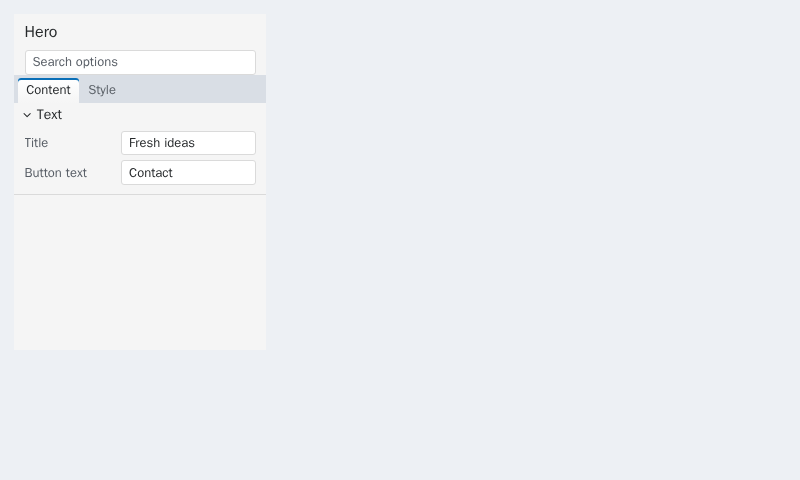 Hero
Search options
Content Style
Text
Title Fresh ideas
Button text Contact